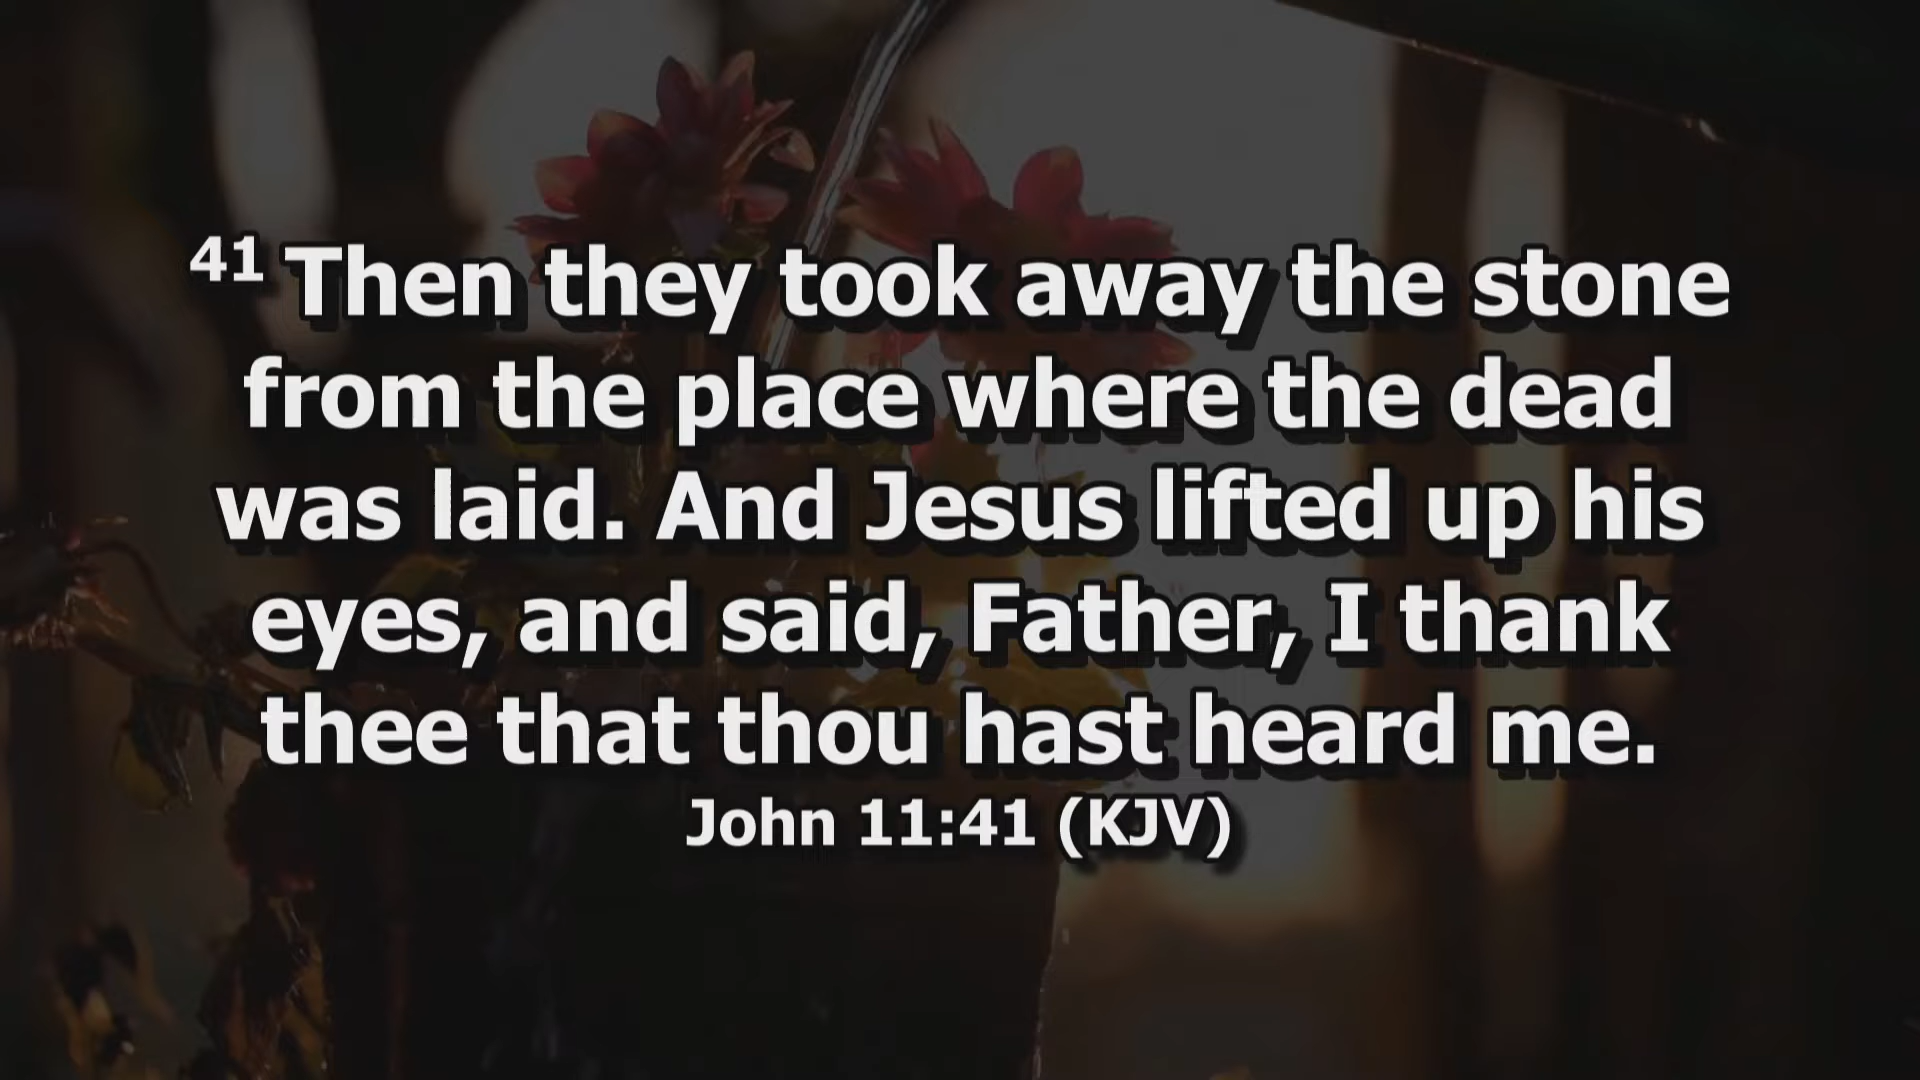 41 Then they took away the stone
from the place where the dead
was laid. And Jesus lifted up his
eyes, and said, Father, I thank
thee that thou hast heard me.
John 11:41 (KJV)